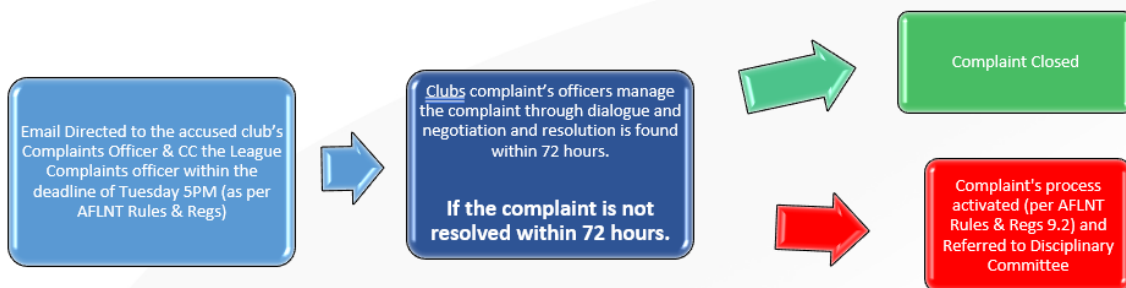 Email Directed to the accused club's
Complaints Officer & CC the League
Complaints officer within the
deadline of Tuesday 5PM (as per
AFLNT Rules & Regs)
Clubs complaint's officers manage
the complaint through dialogue and
negotiation and resolution is found
within 72 hours.
If the complaint is not
resolved within 72 hours.
Complaint Closed
Complaint's process
activated (per AFLNT
Rules & Regs 9.2) and
Referred to Disciplinary
Committee